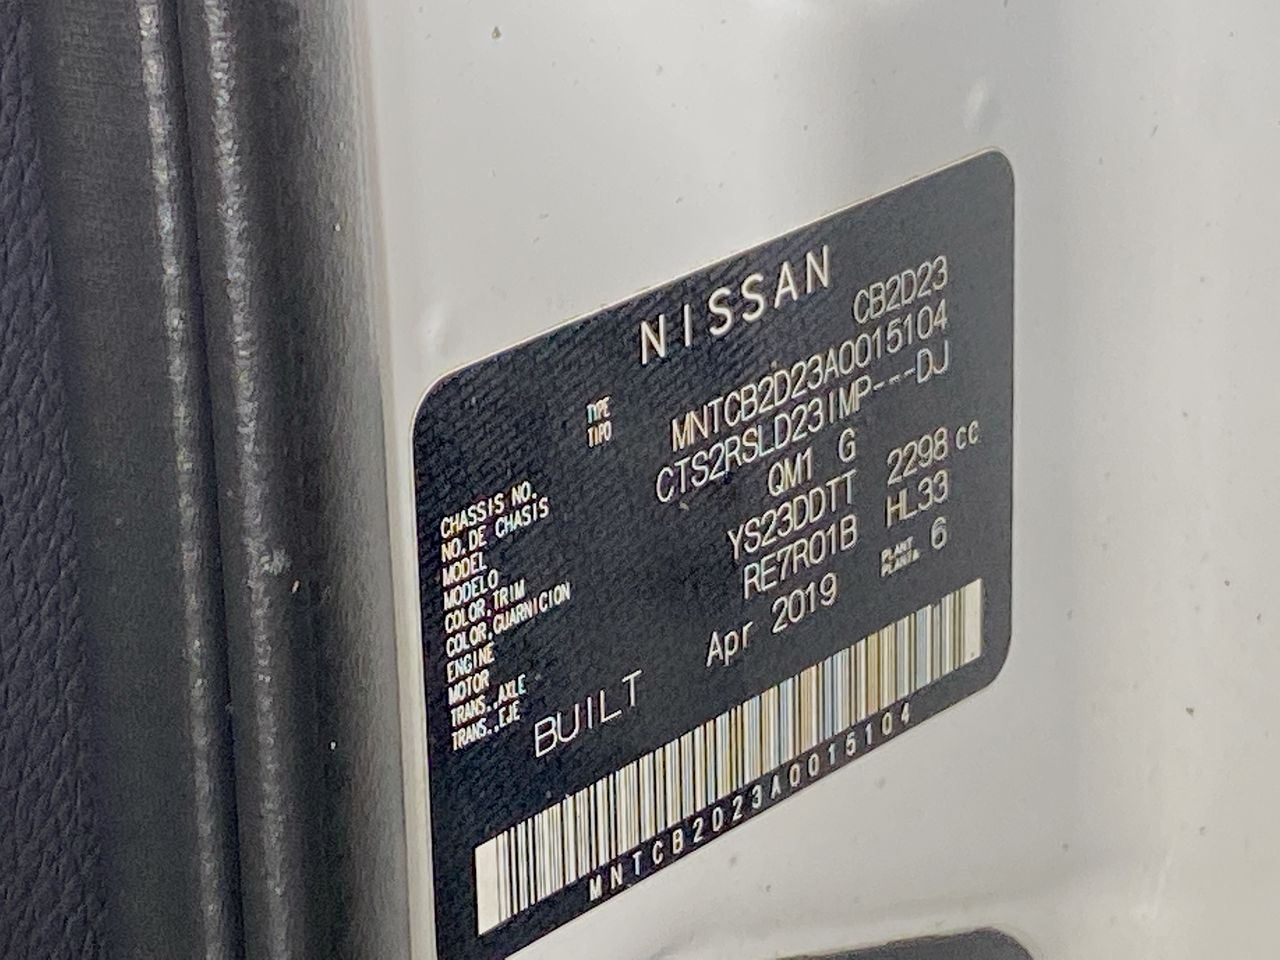 NISSAN
TYPE
TIPO
CB2D23
CHASSIS NO.
NO.DE CHASIS
MNTCB2D23A0015104
MODEL
MODELO
CTS2RSLD23IMP---DJ
COLOR,TRIM
COLOR,GUARNICION
QM1 G
ENGINE
MOTOR
YS23DDTT 2298 cc
TRANS.,AXLE
TRANS.,EJE
RE7R01B HL33
BUILT Apr 2019
PLANT
PLANTA
6
MNTCB2D23A0015104